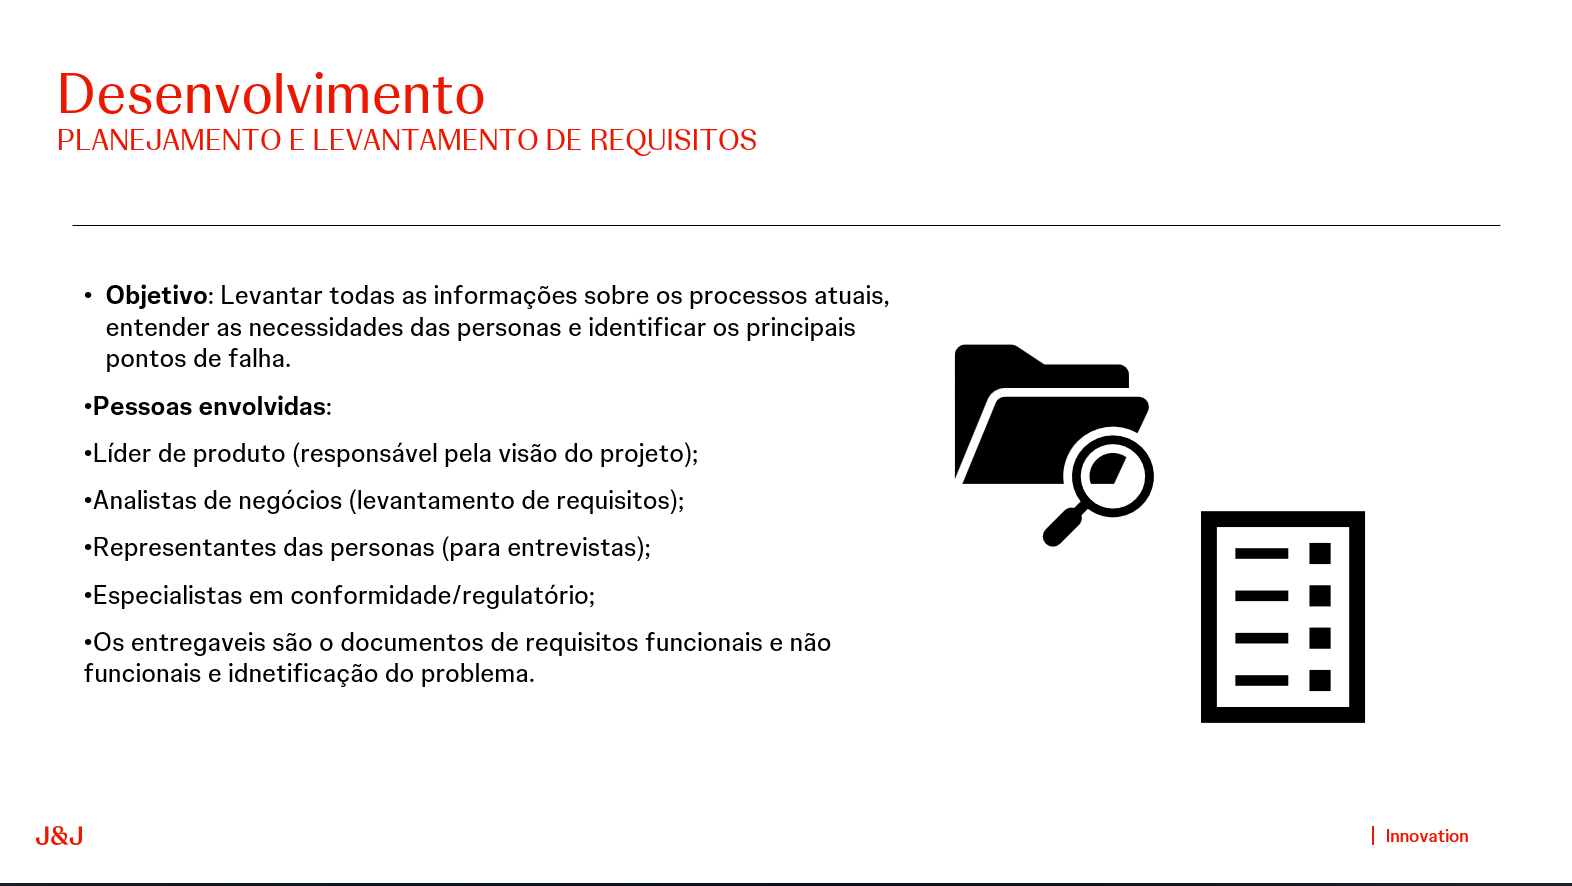 Desenvolvimento
PLANEJAMENTO E LEVANTAMENTO DE REQUISITOS
• Objetivo: Levantar todas as informações sobre os processos atuais,
entender as necessidades das personas e identificar os principais
pontos de falha.
•Pessoas envolvidas:
•Líder de produto (responsável pela visão do projeto);
•Analistas de negócios (levantamento de requisitos);
•Representantes das personas (para entrevistas);
•Especialistas em conformidade/regulatório;
•Os entregaveis são o documentos de requisitos funcionais e não
funcionais e idnetificação do problema.
J&J
Innovation